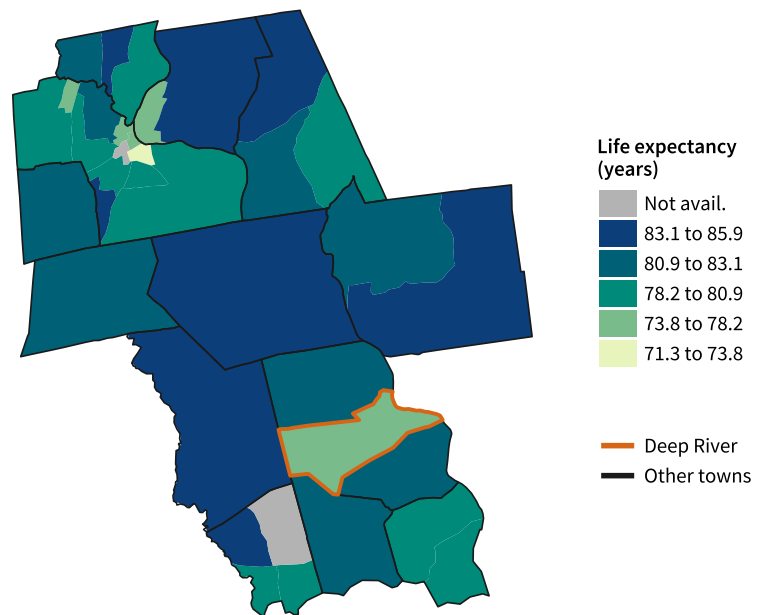 Life expectancy
(years)
Not avail.
83.1 to 85.9
80.9 to 83.1
78.2 to 80.9
73.8 to 78.2
71.3 to 73.8
Deep River
Other towns